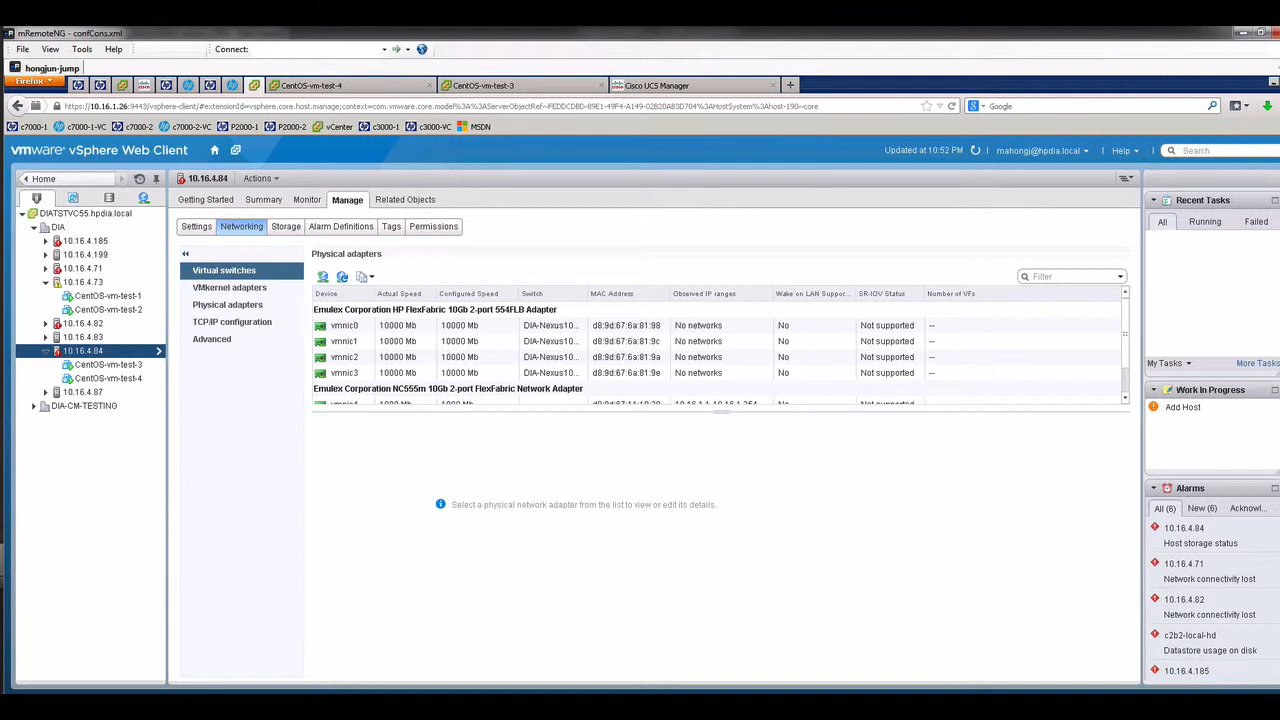 mRemoteNG - confCons.xml
File View Tools Help Connect:
hongjun-jump
Firefox CentOS-vm-test-4 CentOS-vm-test-3 Cisco UCS Manager
Google
c7000-1 c7000-1-VC c7000-2 c7000-2-VC P2000-1 P2000-2 vCenter c3000-1 c3000-VC MSDN
vmware vSphere Web Client Updated at 10:52 PM mahongj@hpdia.local Help Search
Home 10.16.4.84 Actions
Getting Started Summary Monitor Manage Related Objects
Settings Networking Storage Alarm Definitions Tags Permissions
DIATSTVC55.hpdia.local
DIA
10.16.4.185
10.16.4.199
10.16.4.71
10.16.4.73
CentOS-vm-test-1
CentOS-vm-test-2
10.16.4.82
10.16.4.83
10.16.4.84
CentOS-vm-test-3
CentOS-vm-test-4
10.16.4.87
DIA-CM-TESTING
Virtual switches
VMkernel adapters
Physical adapters
TCP/IP configuration
Advanced
Physical adapters
Filter
Device Actual Speed Configured Speed Switch MAC Address Observed IP ranges Wake on LAN Suppor... SR-IOV Status Number of VFs
Emulex Corporation HP FlexFabric 10Gb 2-port 554FLB Adapter
vmnic0 10000 Mb 10000 Mb DIA-Nexus10... d8:9d:67:6a:81:98 No networks No Not supported --
vmnic1 10000 Mb 10000 Mb DIA-Nexus10... d8:9d:67:6a:81:9c No networks No Not supported --
vmnic2 10000 Mb 10000 Mb DIA-Nexus10... d8:9d:67:6a:81:9a No networks No Not supported --
vmnic3 10000 Mb 10000 Mb DIA-Nexus10... d8:9d:67:6a:81:9e No networks No Not supported --
Emulex Corporation NC555m 10Gb 2-port FlexFabric Network Adapter
Select a physical network adapter from the list to view or edit its details.
Recent Tasks
All Running Failed
My Tasks More Tasks
Work In Progress
Add Host
Alarms
All (6) New (6) Acknowl...
10.16.4.84
Host storage status
10.16.4.71
Network connectivity lost
10.16.4.82
Network connectivity lost
c2b2-local-hd
Datastore usage on disk
10.16.4.185